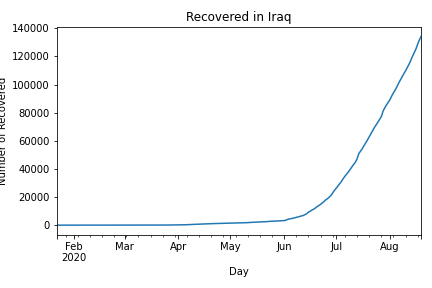 Recovered in Iraq
140000
120000
100000
80000
60000
40000
20000
0
Number of Recovered
Feb
2020
Mar
Apr
May
Jun
Jul
Aug
Day